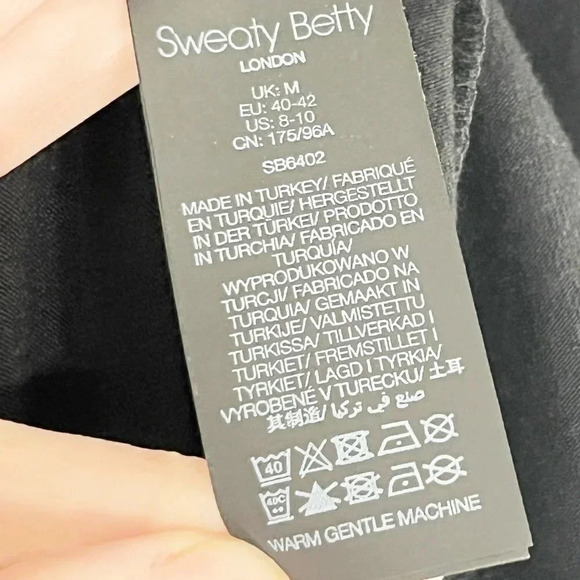 Sweaty Betty
LONDON
UK: M
EU: 40-42
US: 8-10
CN: 175/96A
SB6402
MADE IN TURKEY/ FABRIQUÉ
EN TURQUIE/ HERGESTELLT
IN DER TÜRKEI/ PRODOTTO
IN TURCHIA/ FABRICADO EN
TURQUÍA/
WYPRODUKOWANO W
TURCJI/ FABRICADO NA
TURQUIA/ GEMAAKT IN
TURKIJE/ VALMISTETTU
TURKISSA/ TILLVERKAD I
TURKIET/ FREMSTILLET I
TYRKIET/ LAGD I TYRKIA/
VYROBENÉ V TURECKU/ 土耳
其制造/ صنع في تركيا
40
40C
WARM GENTLE MACHINE